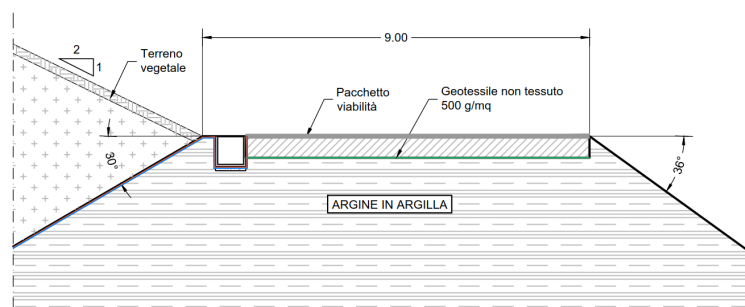 9.00
2
1
Terreno
vegetale
Pacchetto
viabilità
Geotessile non tessuto
500 g/mq
30°
36°
ARGINE IN ARGILLA